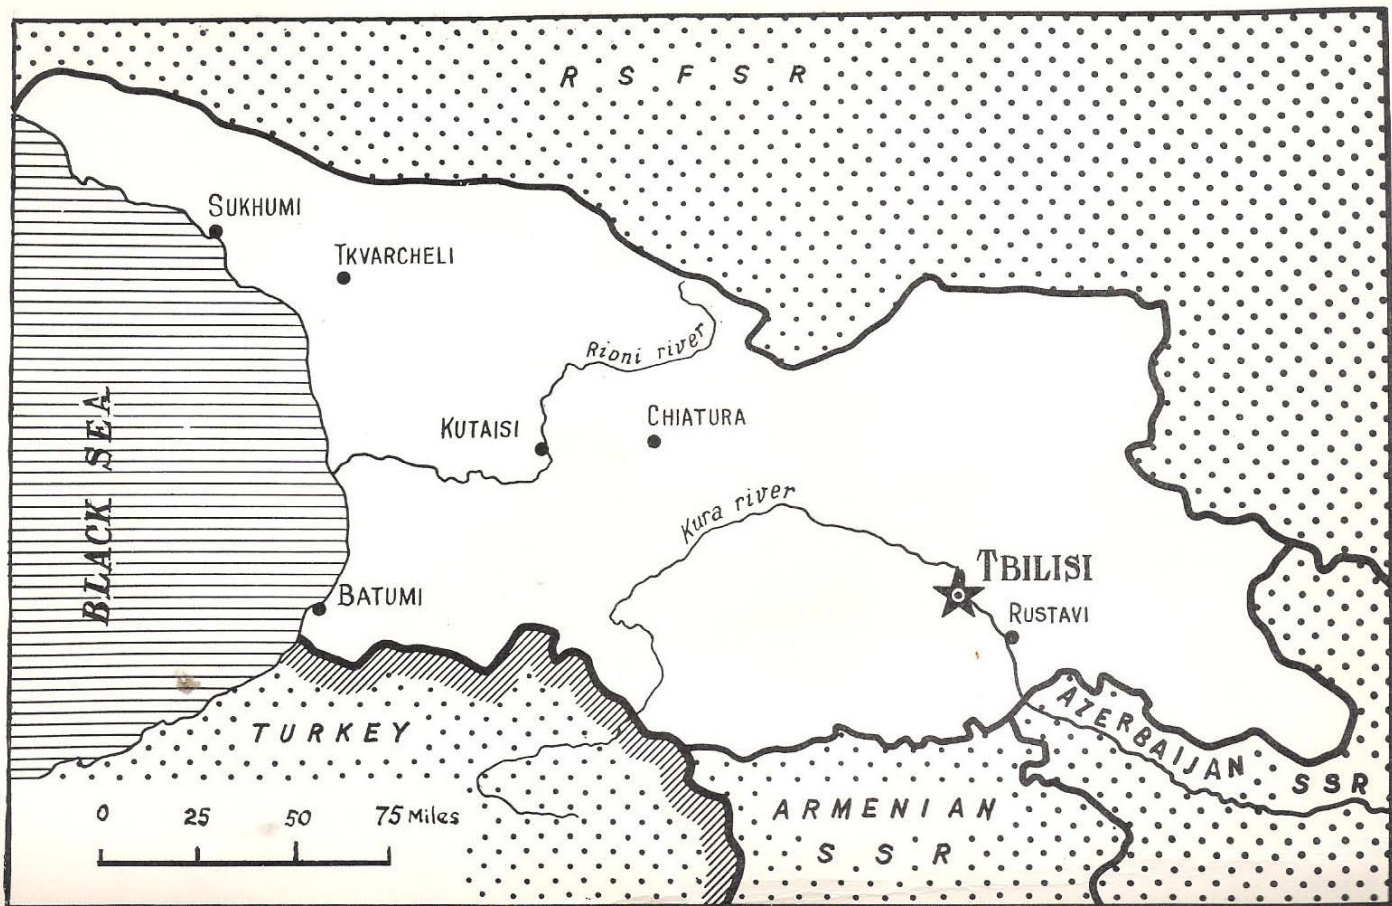 R S F S R
SUKHUMI
TKVARCHELI
Rioni river
BLACK SEA
KUTAISI
CHIATURA
Kura river
TBILISI
BATUMI
RUSTAVI
TURKEY
AZERBAIJAN SSR
ARMENIAN
S S R
0 25 50 75 Miles